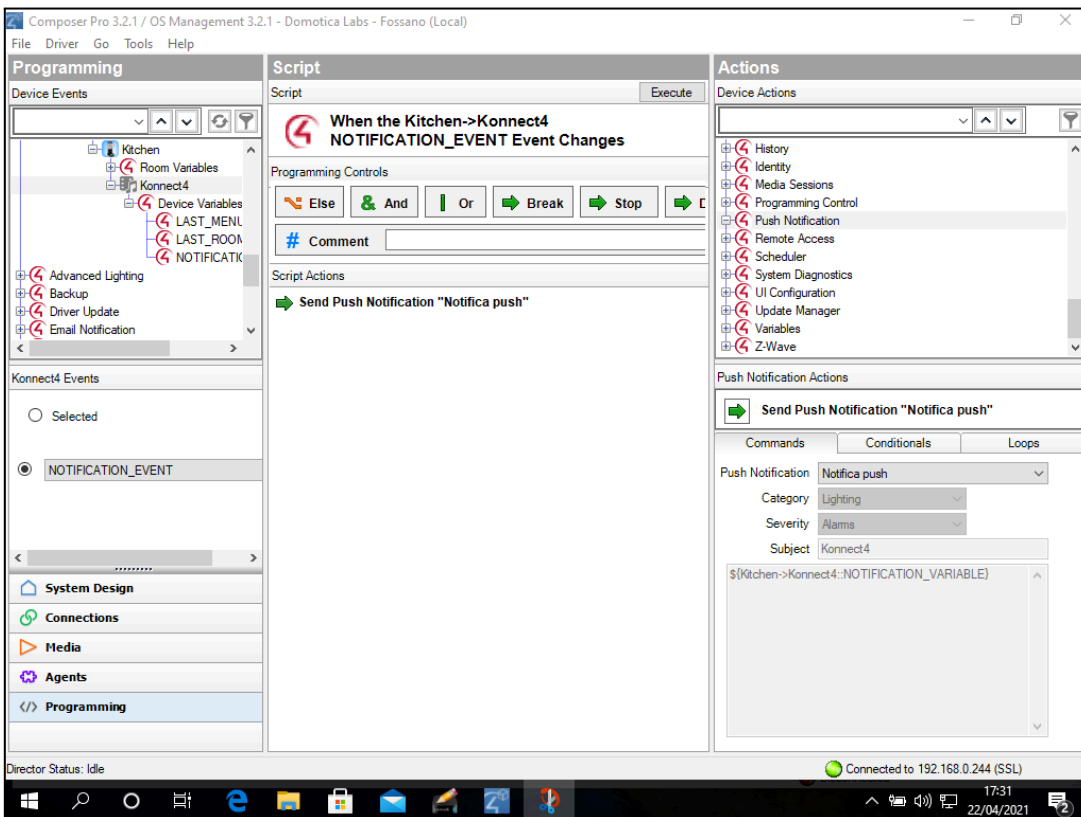 Composer Pro 3.2.1 / OS Management 3.2.1 - Domotica Labs - Fossano (Local)
File Driver Go Tools Help
Programming
Device Events
Kitchen
Room Variables
Konnect4
Device Variables
LAST_MENU
LAST_ROOM
NOTIFICATIO
Advanced Lighting
Backup
Driver Update
Email Notification
Konnect4 Events
Selected
NOTIFICATION_EVENT
System Design
Connections
Media
Agents
Programming
Script
Script
Execute
When the Kitchen->Konnect4
NOTIFICATION_EVENT Event Changes
Programming Controls
Else And Or Break Stop D
# Comment
Script Actions
Send Push Notification "Notifica push"
Actions
Device Actions
History
Identity
Media Sessions
Programming Control
Push Notification
Remote Access
Scheduler
System Diagnostics
UI Configuration
Update Manager
Variables
Z-Wave
Push Notification Actions
Send Push Notification "Notifica push"
Commands Conditionals Loops
Push Notification Notifica push
Category Lighting
Severity Alarms
Subject Konnect4
${Kitchen->Konnect4::NOTIFICATION_VARIABLE}
Director Status: Idle
Connected to 192.168.0.244 (SSL)
17:31
22/04/2021
2